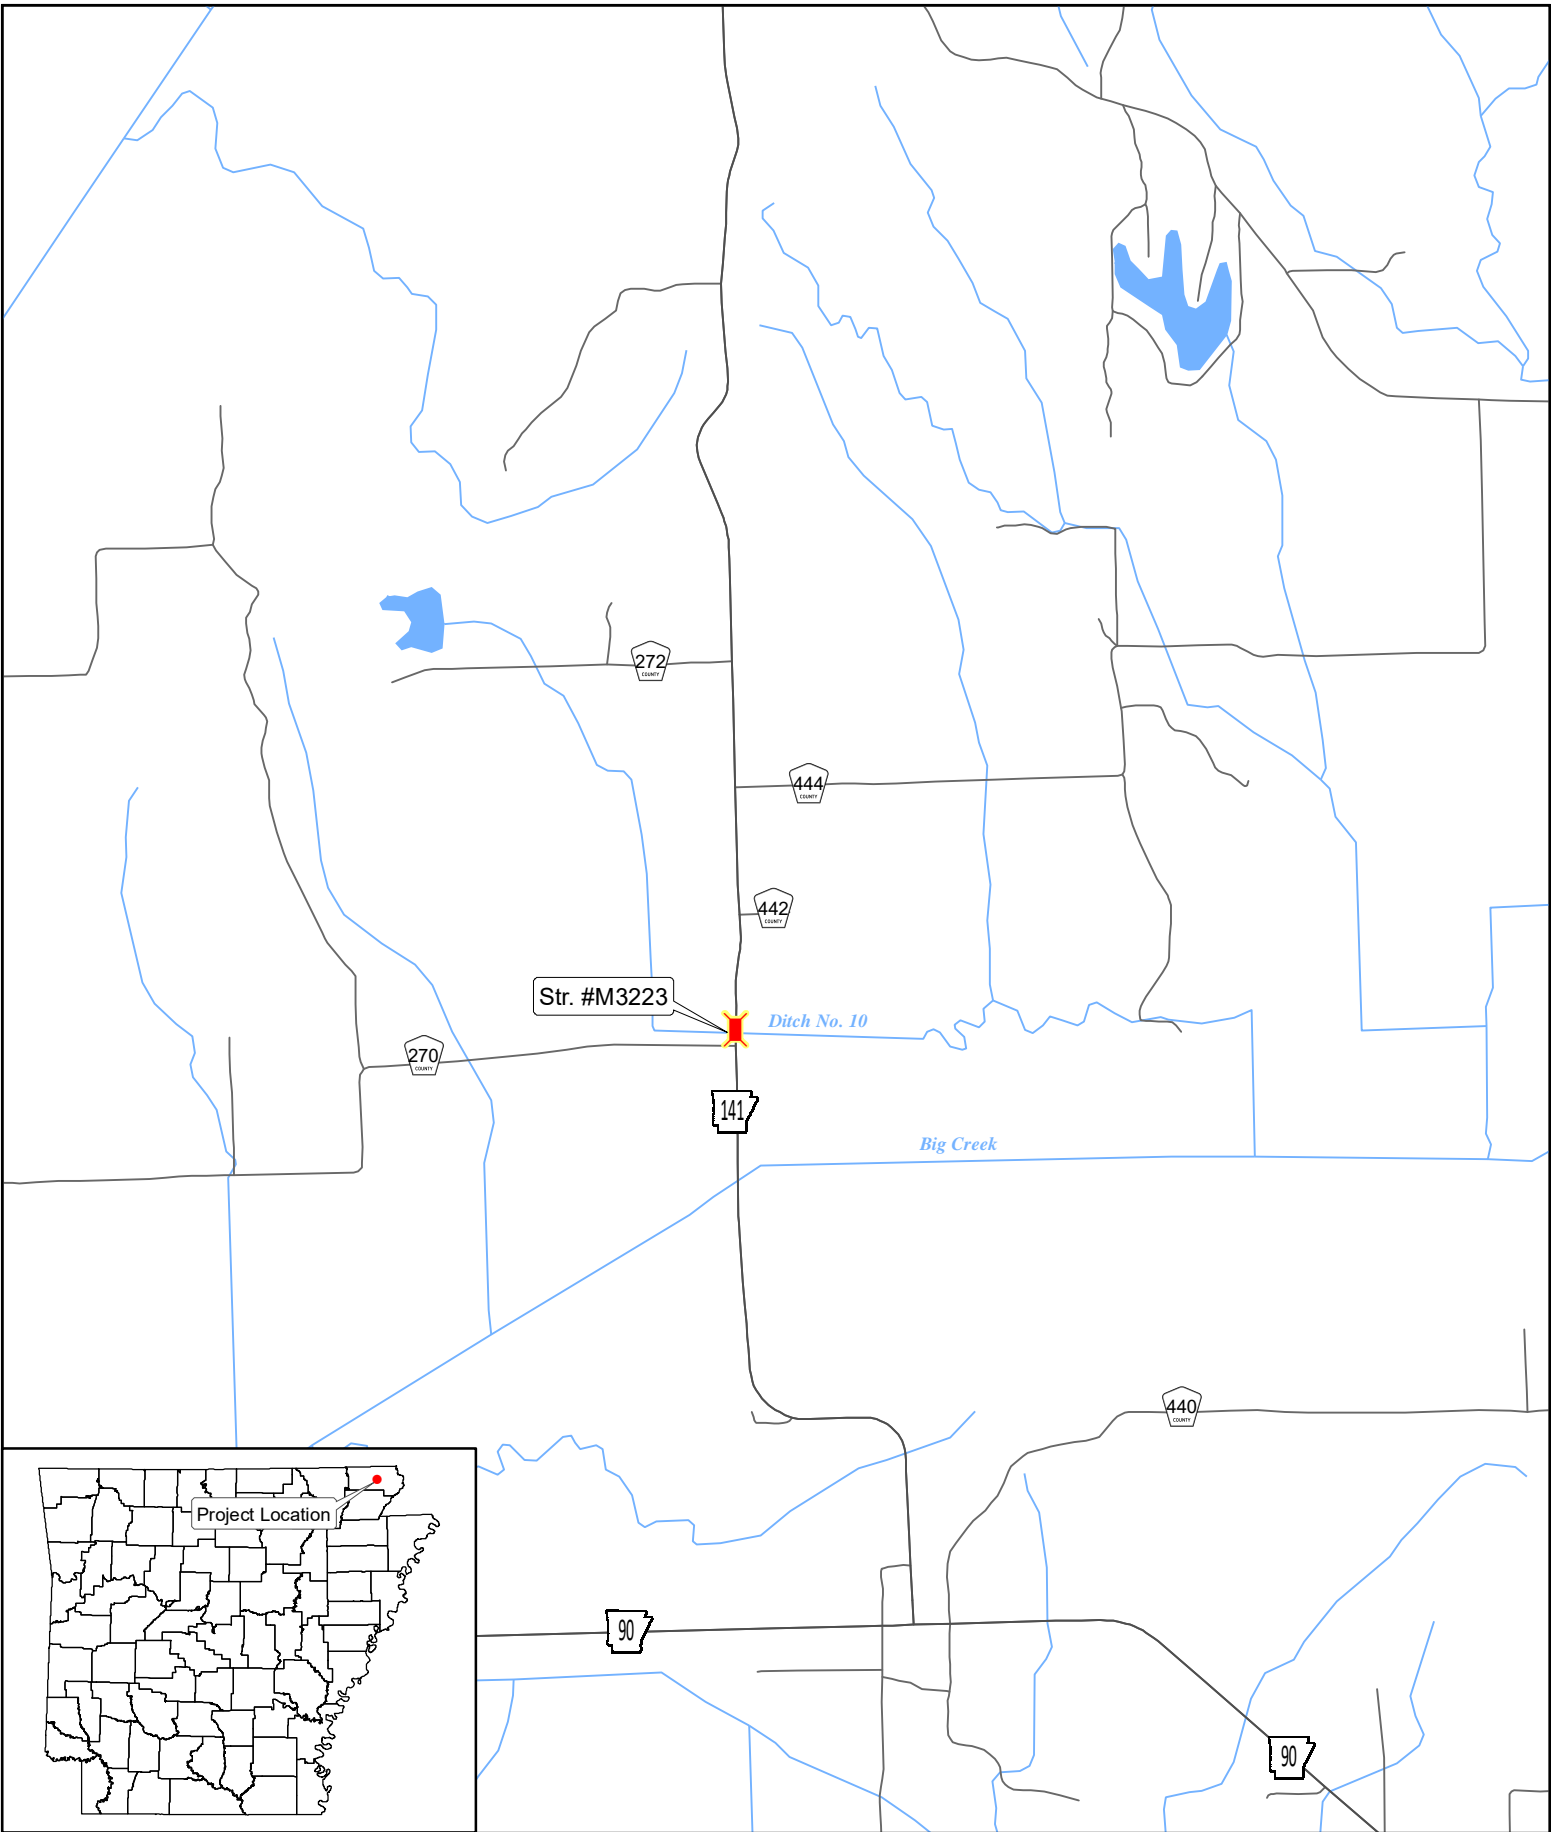 272
COUNTY
444
COUNTY
442
COUNTY
Str. #M3223
Ditch No. 10
270
COUNTY
141
Big Creek
440
COUNTY
Project Location
90
90